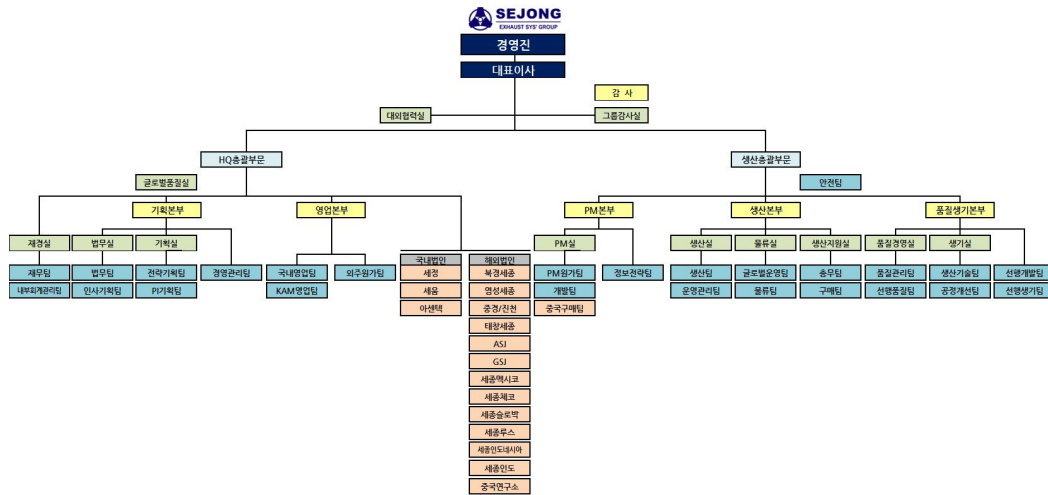 SEJONG
EXHAUST SYS' GROUP
경영진
대표이사
감 사
대외협력실
그룹감사실
HQ총괄부문
생산총괄부문
글로벌품질실
안전팀
기획본부
영업본부
PM본부
생산본부
품질생기본부
재경실
법무실
기획실
PM실
생산실
물류실
생산지원실
품질경영실
생기실
국내법인
해외법인
재무팀
법무팀
전략기획팀
경영관리팀
국내영업팀
외주원가팀
세정
북경세종
PM원가팀
정보전략팀
생산팀
글로벌운영팀
총무팀
품질관리팀
생산기술팀
선행개발팀
내부회계관리팀
인사기획팀
PI기획팀
KAM영업팀
세움
염성세종
개발팀
운영관리팀
물류팀
구매팀
선행품질팀
공정개선팀
선행생기팀
아센텍
중경/진천
중국구매팀
태창세종
ASJ
GSJ
세종멕시코
세종체코
세종슬로박
세종루스
세종인도네시아
세종인도
중국연구소